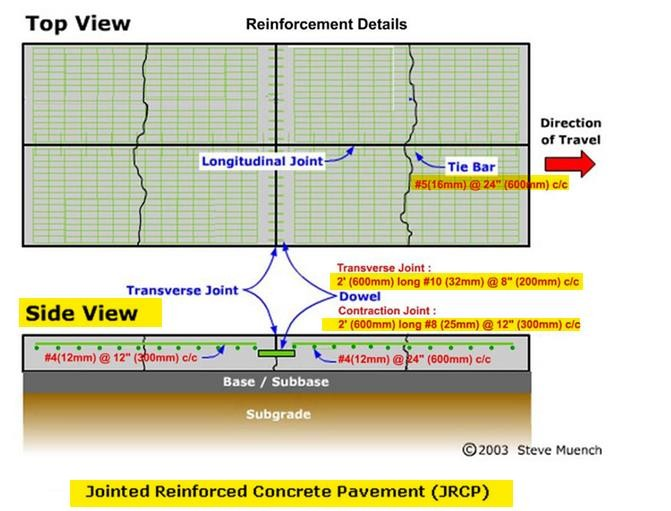 Top View
Reinforcement Details
Direction
of Travel
Longitudinal Joint
Tie Bar
#5(16mm) @ 24" (600mm) c/c
Transverse Joint :
2' (600mm) long #10 (32mm) @ 8" (200mm) c/c
Transverse Joint
Dowel
Contraction Joint :
2' (600mm) long #8 (25mm) @ 12" (300mm) c/c
Side View
#4(12mm) @ 12" (300mm) c/c
#4(12mm) @ 24" (600mm) c/c
Base / Subbase
Subgrade
©2003 Steve Muench
Jointed Reinforced Concrete Pavement (JRCP)